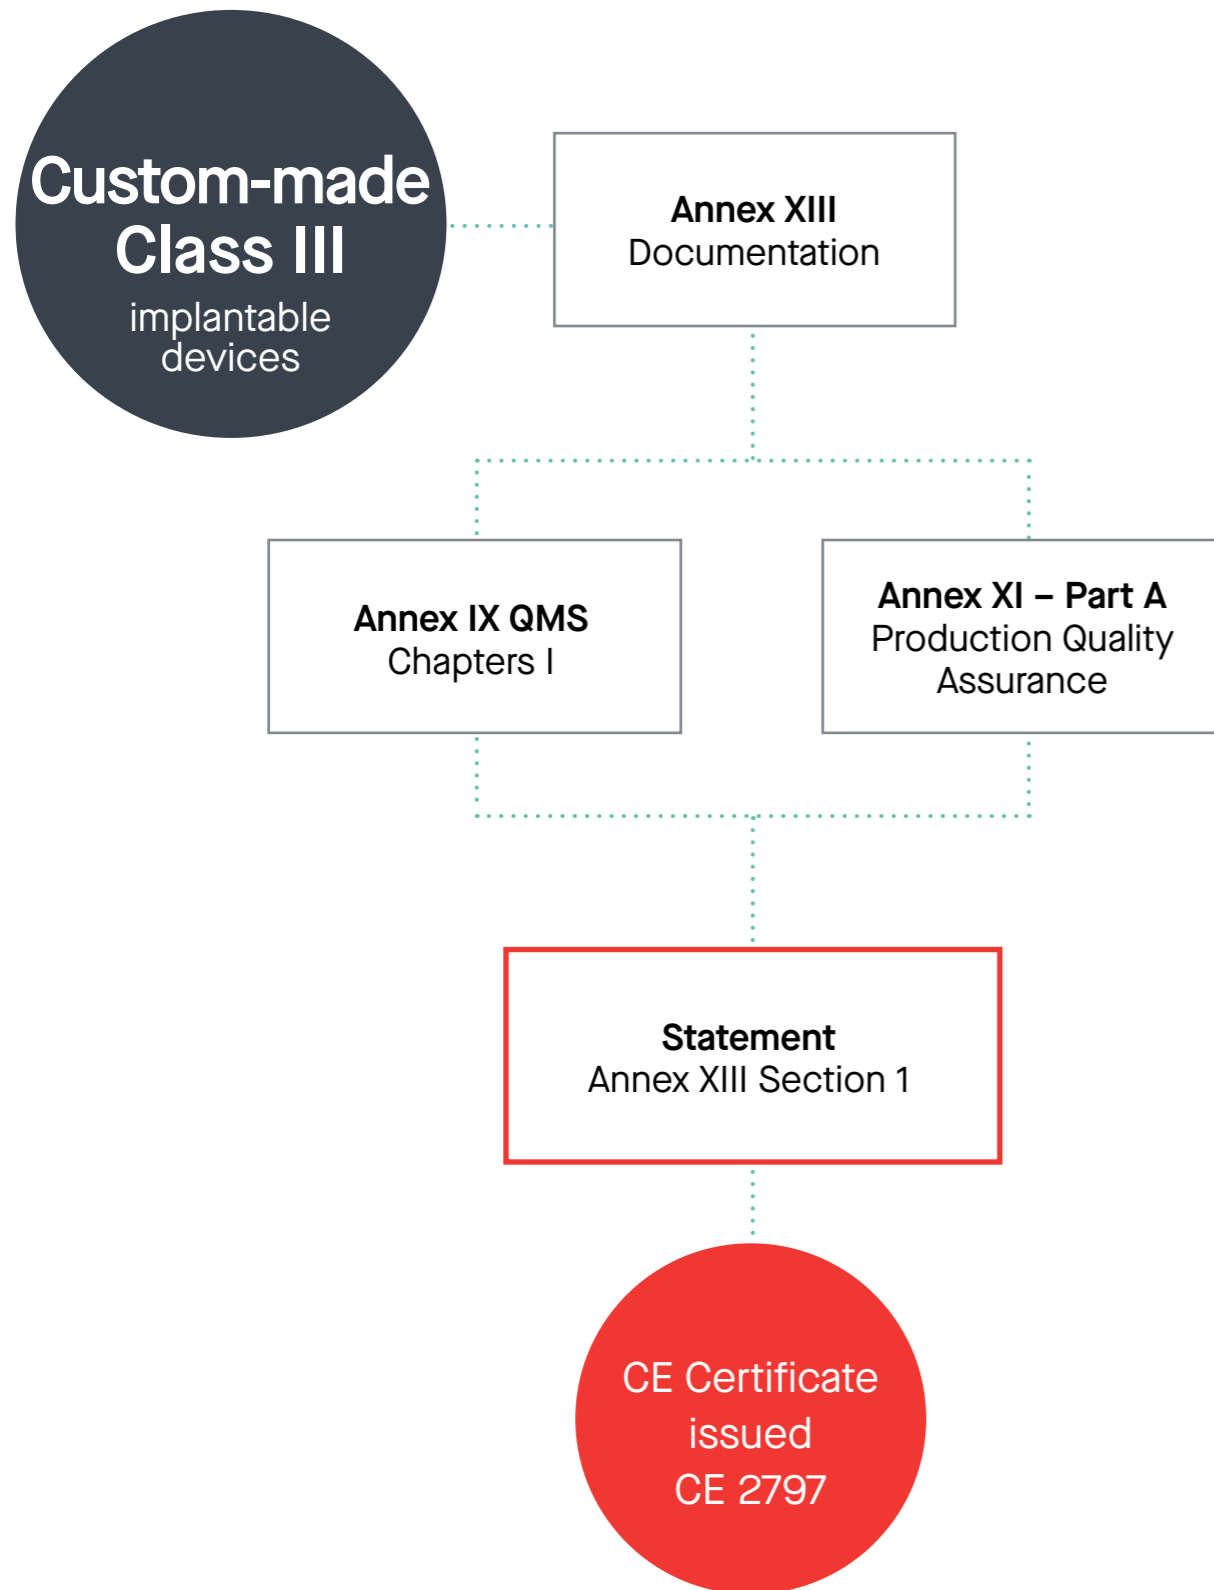 Custom-made
Class III
implantable
devices
Annex XIII
Documentation
Annex IX QMS
Chapters I
Annex XI – Part A
Production Quality
Assurance
Statement
Annex XIII Section 1
CE Certificate
issued
CE 2797